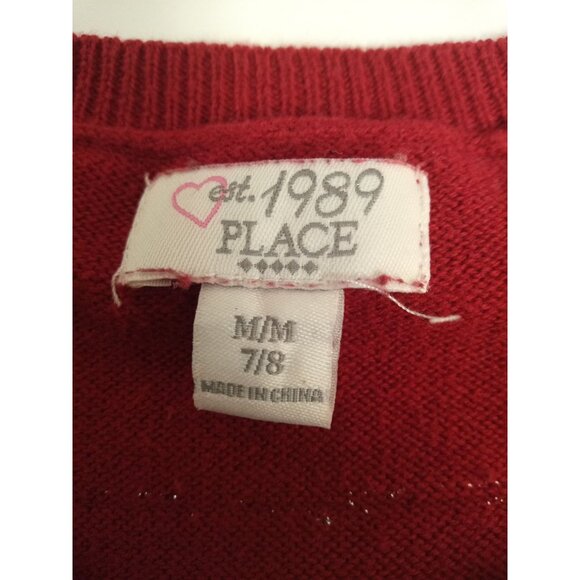 est. 1989
PLACE
M/M
7/8
MADE IN CHINA